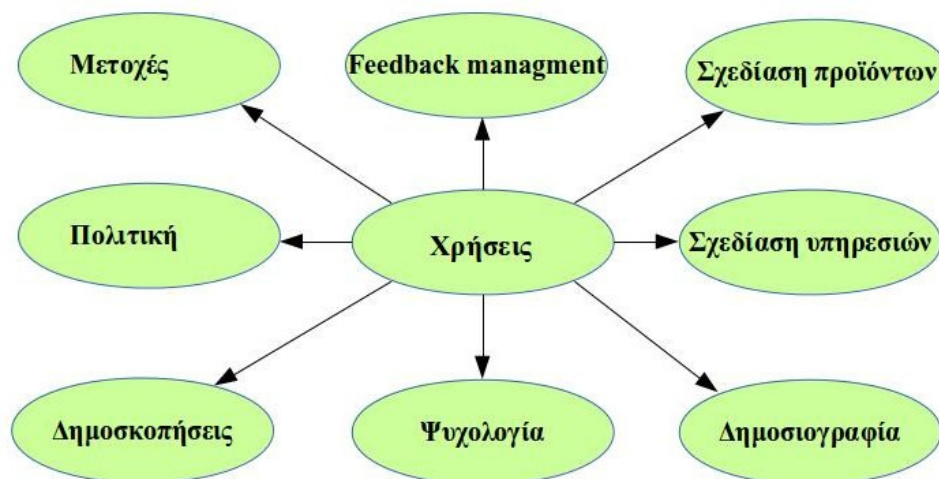 Μετοχές
Feedback managment
Σχεδίαση προϊόντων
Πολιτική
Χρήσεις
Σχεδίαση υπηρεσιών
Δημοσκοπήσεις
Ψυχολογία
Δημοσιογραφία